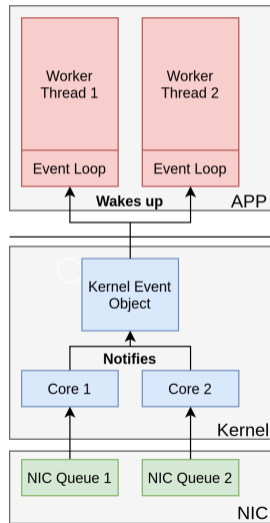 Worker
Thread 1
Worker
Thread 2
Event Loop
Event Loop
Wakes up
APP
Kernel Event
Object
Notifies
Core 1
Core 2
Kernel
NIC Queue 1
NIC Queue 2
NIC